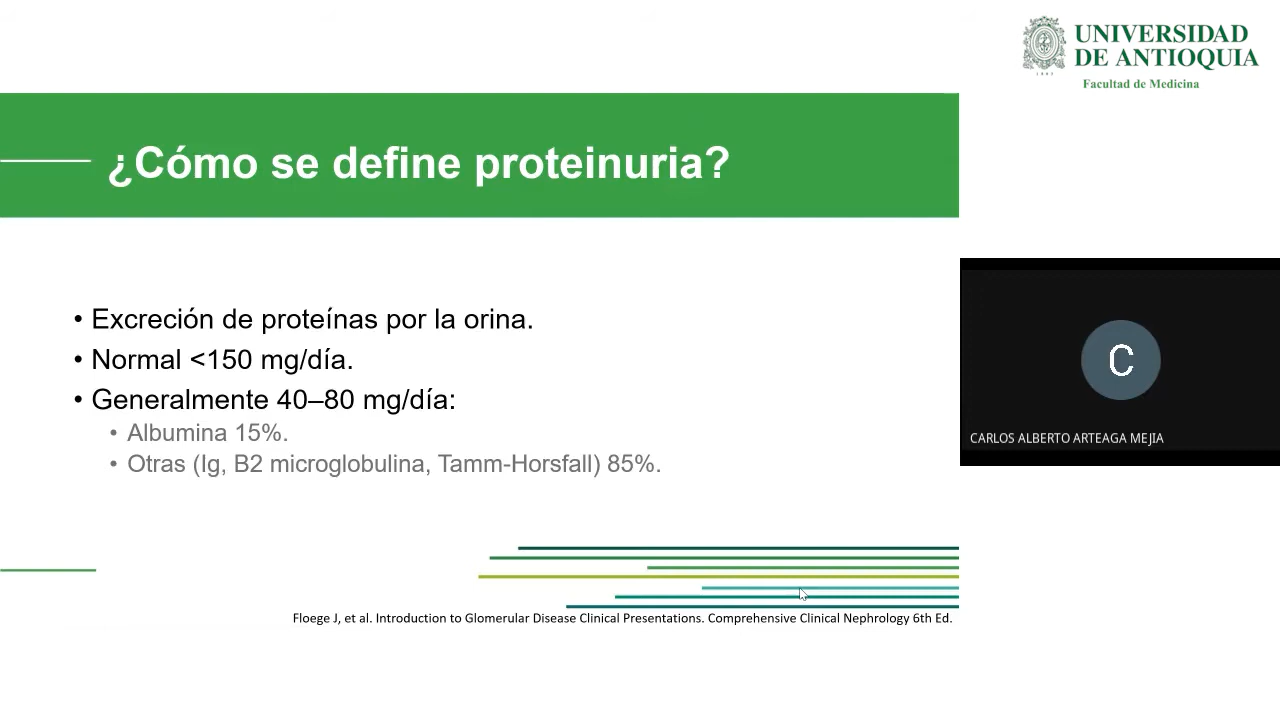 UNIVERSIDAD
DE ANTIOQUIA
Facultad de Medicina
¿Cómo se define proteinuria?
• Excreción de proteínas por la orina.
• Normal <150 mg/día.
• Generalmente 40–80 mg/día:
• Albumina 15%.
• Otras (Ig, B2 microglobulina, Tamm-Horsfall) 85%.
C
CARLOS ALBERTO ARTEAGA MEJIA
Floege J, et al. Introduction to Glomerular Disease Clinical Presentations. Comprehensive Clinical Nephrology 6th Ed.